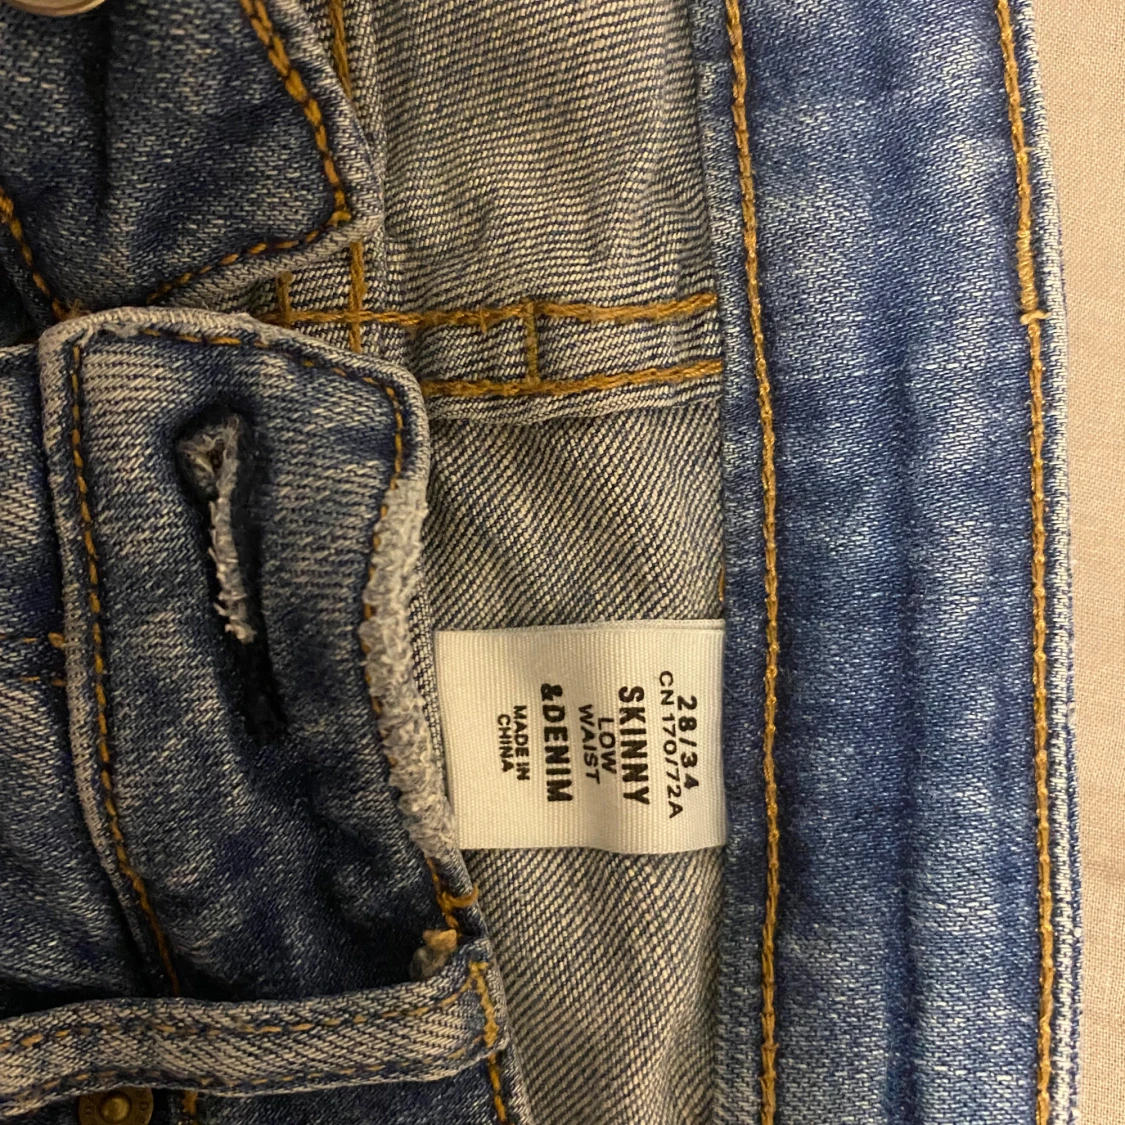 28/34
CN 170/72A
SKINNY
LOW
WAIST
&DENIM
MADE IN
CHINA